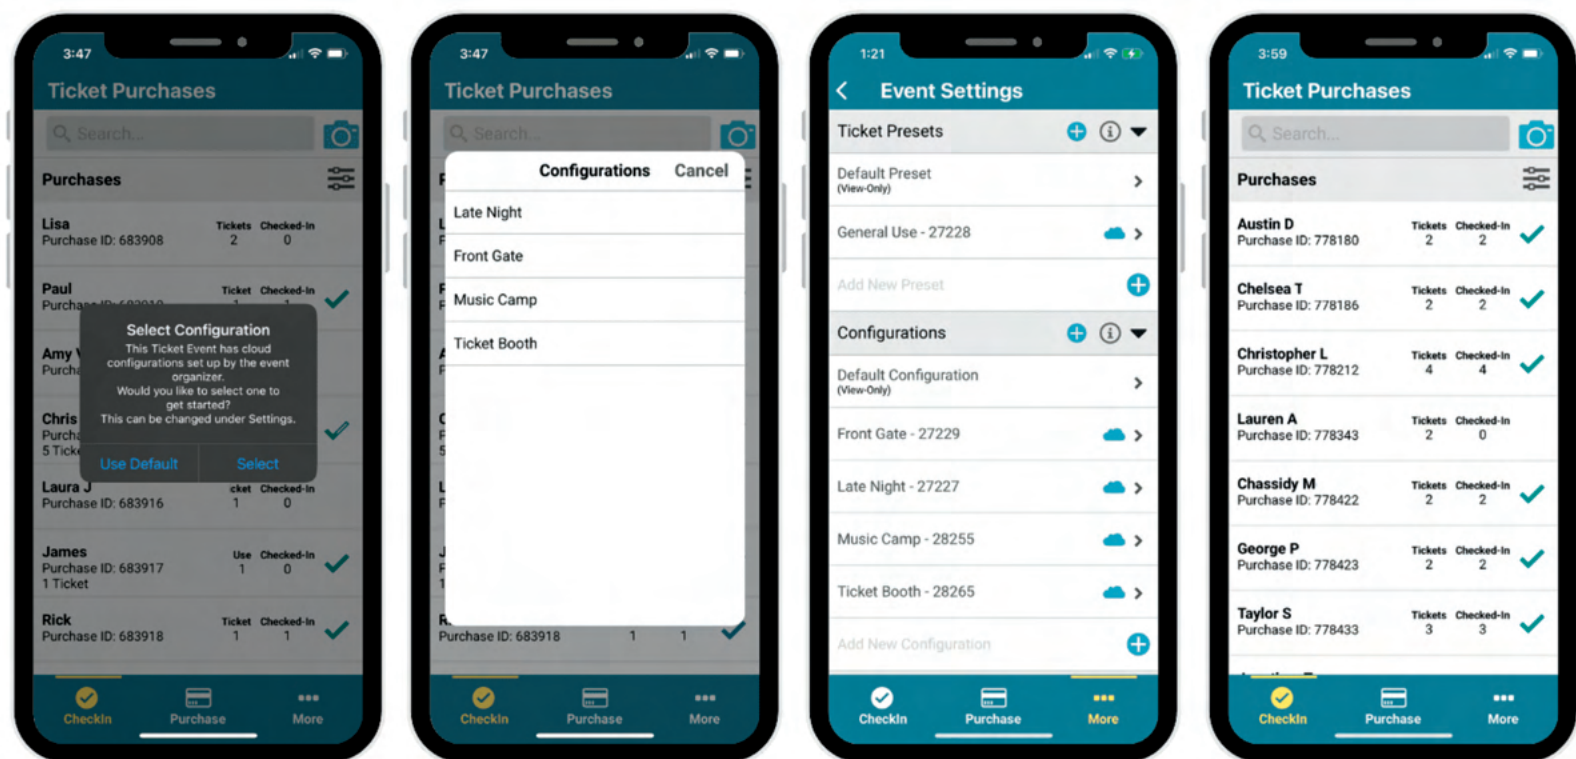 3:47
Ticket Purchases
Search...
Purchases
Lisa
Tickets Checked-In
Purchase ID: 683908 2 0
Paul
Ticket Checked-In
Amy
Select Configuration
This Ticket Event has cloud
configurations set up by the event
organizer.
Would you like to select one to
get started?
This can be changed under Settings.
Use Default Select
Chris
5
Laura J
Checked-In
Purchase ID: 683916 1 0
James
Use Checked-In
Purchase ID: 683917 1 0
1 Ticket
Rick
Ticket Checked-In
Purchase ID: 683918 1 1
CheckIn Purchase More
3:47
Ticket Purchases
Search...
Configurations Cancel
Late Night
Front Gate
Music Camp
Ticket Booth
Purchase ID: 683918 1 1
CheckIn Purchase More
1:21
Event Settings
Ticket Presets
Default Preset
(View-Only)
General Use - 27228
Add New Preset
Configurations
Default Configuration
(View-Only)
Front Gate - 27229
Late Night - 27227
Music Camp - 28255
Ticket Booth - 28265
Add New Configuration
CheckIn Purchase More
3:59
Ticket Purchases
Search...
Purchases
Austin D
Tickets Checked-In
Purchase ID: 778180 2 2
Chelsea T
Tickets Checked-In
Purchase ID: 778186 2 2
Christopher L
Tickets Checked-In
Purchase ID: 778212 4 4
Lauren A
Tickets Checked-In
Purchase ID: 778343 2 0
Chassidy M
Tickets Checked-In
Purchase ID: 778422 2 2
George P
Tickets Checked-In
Purchase ID: 778423 2 2
Taylor S
Tickets Checked-In
Purchase ID: 778433 3 3
CheckIn Purchase More